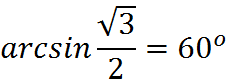 arcsin √3/2 = 60°